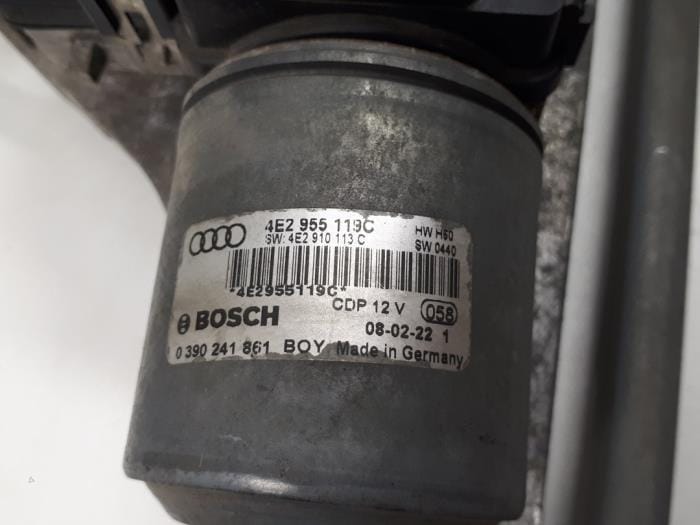 4E2 955 119C HW H60
SW: 4E2 910 113 C SW 0440
*4E2955119C*
CDP 12 V 058
BOSCH 08-02-22 1
0 390 241 861 BOY Made in Germany